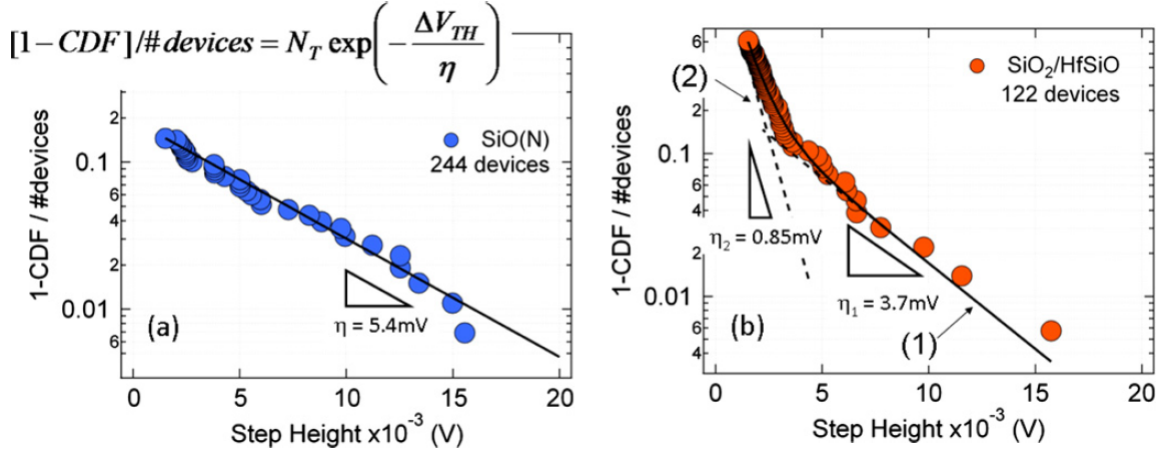 [1−CDF]/# devices = N_T exp(−ΔV_TH/η)
1-CDF / #devices
2
0.1
6
4
2
0.01
6
SiO(N)
244 devices
η = 5.4mV
(a)
0 5 10 15 20
Step Height x10⁻³ (V)
1-CDF / #devices
6
4
2
0.1
6
4
2
0.01
6
4
(2)
SiO₂/HfSiO
122 devices
η₂ = 0.85mV
η₁ = 3.7mV
(b)
(1)
0 5 10 15 20
Step Height x10⁻³ (V)